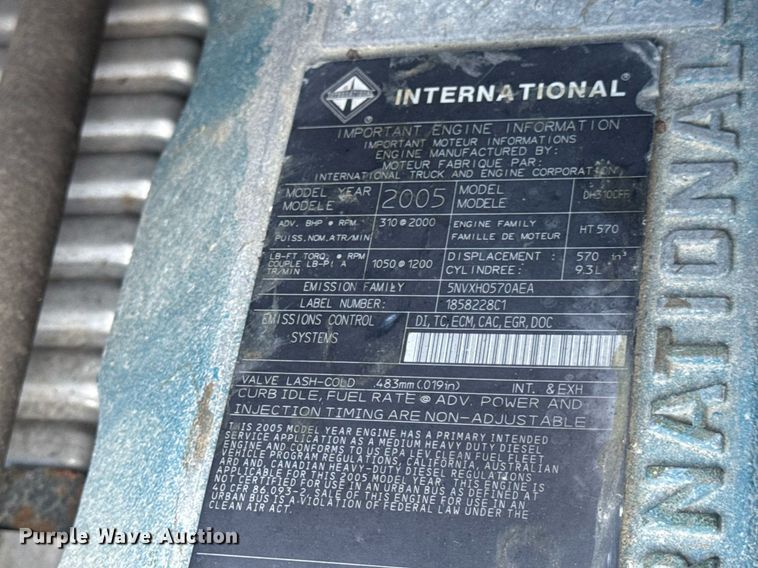 INTERNATIONAL®
IMPORTANT ENGINE INFORMATION
IMPORTANT MOTEUR INFORMATIONS
ENGINE MANUFACTURED BY:
MOTEUR FABRIQUE PAR:
INTERNATIONAL TRUCK AND ENGINE CORPORATION
MODEL YEAR MODELE 2005 MODEL MODELE
ADV. BHP • RPM PUISS.NOM.ATR/MIN 310@2000 ENGINE FAMILY FAMILLE DE MOTEUR HT570
LB-FT TORQ. • RPM COUPLE LB-PI A TR/MIN 1050@1200 DISPLACEMENT: CYLINDREE: 570 in³ 9.3L
EMISSION FAMILY 5NVXH0570AEA
LABEL NUMBER: 1858228C1
EMISSIONS CONTROL SYSTEMS DI, TC, ECM, CAC, EGR, DOC
VALVE LASH-COLD .483mm(.019in) INT. & EXH
CURB IDLE, FUEL RATE @ ADV. POWER AND
INJECTION TIMING ARE NON-ADJUSTABLE
THIS 2005 MODEL YEAR ENGINE HAS A PRIMARY INTENDED
SERVICE APPLICATION AS A MEDIUM HEAVY DUTY DIESEL
ENGINE AND CONFORMS TO US EPA LEV CLEAN FUEL FLEET
VEHICLE PROGRAM REGULATIONS, CALIFORNIA, AUSTRALIAN
ARD AND, CANADIAN HEAVY-DUTY DIESEL REGULATIONS
APPLICABLE FOR THIS 2005 MODEL YEAR. THIS ENGINE IS
NOT CERTIFIED FOR USE IN AN URBAN BUS AS DEFINED AT
40 CFR 86.093-2. SALE OF THIS ENGINE FOR USE IN AN
URBAN BUS IS A VIOLATION OF FEDERAL LAW UNDER THE
CLEAN AIR ACT.
RNATIONAL
Purple Wave Auction